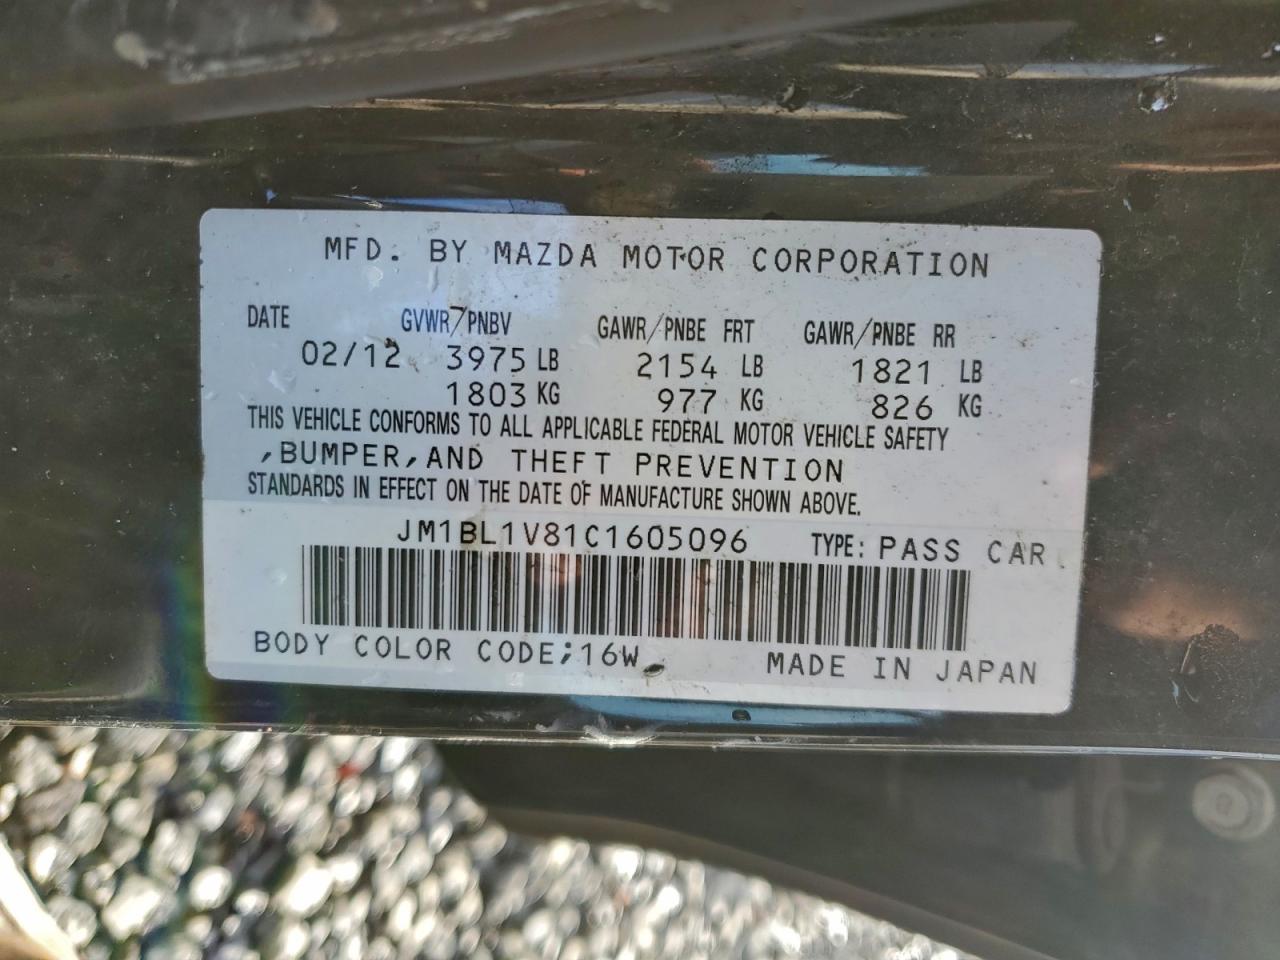 MFD. BY MAZDA MOTOR CORPORATION
DATE GVWR/PNBV GAWR/PNBE FRT GAWR/PNBE RR
02/12 3975 LB 2154 LB 1821 LB
1803 KG 977 KG 826 KG
THIS VEHICLE CONFORMS TO ALL APPLICABLE FEDERAL MOTOR VEHICLE SAFETY
,BUMPER,AND THEFT PREVENTION
STANDARDS IN EFFECT ON THE DATE OF MANUFACTURE SHOWN ABOVE.
JM1BL1V81C1605096 TYPE: PASS CAR
BODY COLOR CODE;16W MADE IN JAPAN